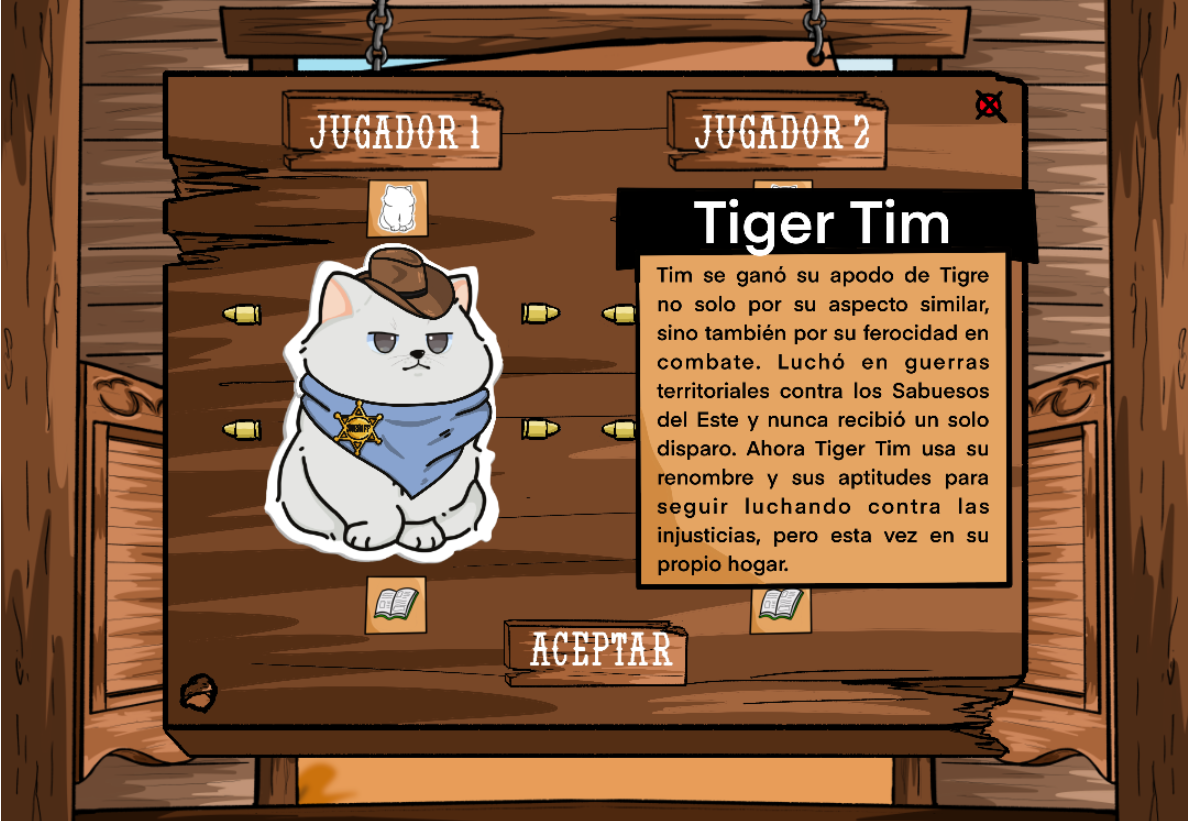 JUGADOR 1
JUGADOR 2
Tiger Tim
Tim se ganó su apodo de Tigre
no solo por su aspecto similar,
sino también por su ferocidad en
combate. Luchó en guerras
territoriales contra los Sabuesos
del Este y nunca recibió un solo
disparo. Ahora Tiger Tim usa su
renombre y sus aptitudes para
seguir luchando contra las
injusticias, pero esta vez en su
propio hogar.
SHERIFF
ACEPTAR